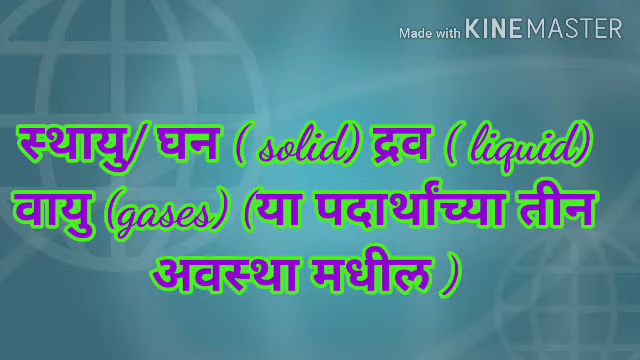 Made with KINEMASTER
स्थायु/ घन ( solid) द्रव ( liquid)
वायु (gases) (या पदार्थांच्या तीन
अवस्था मधील )